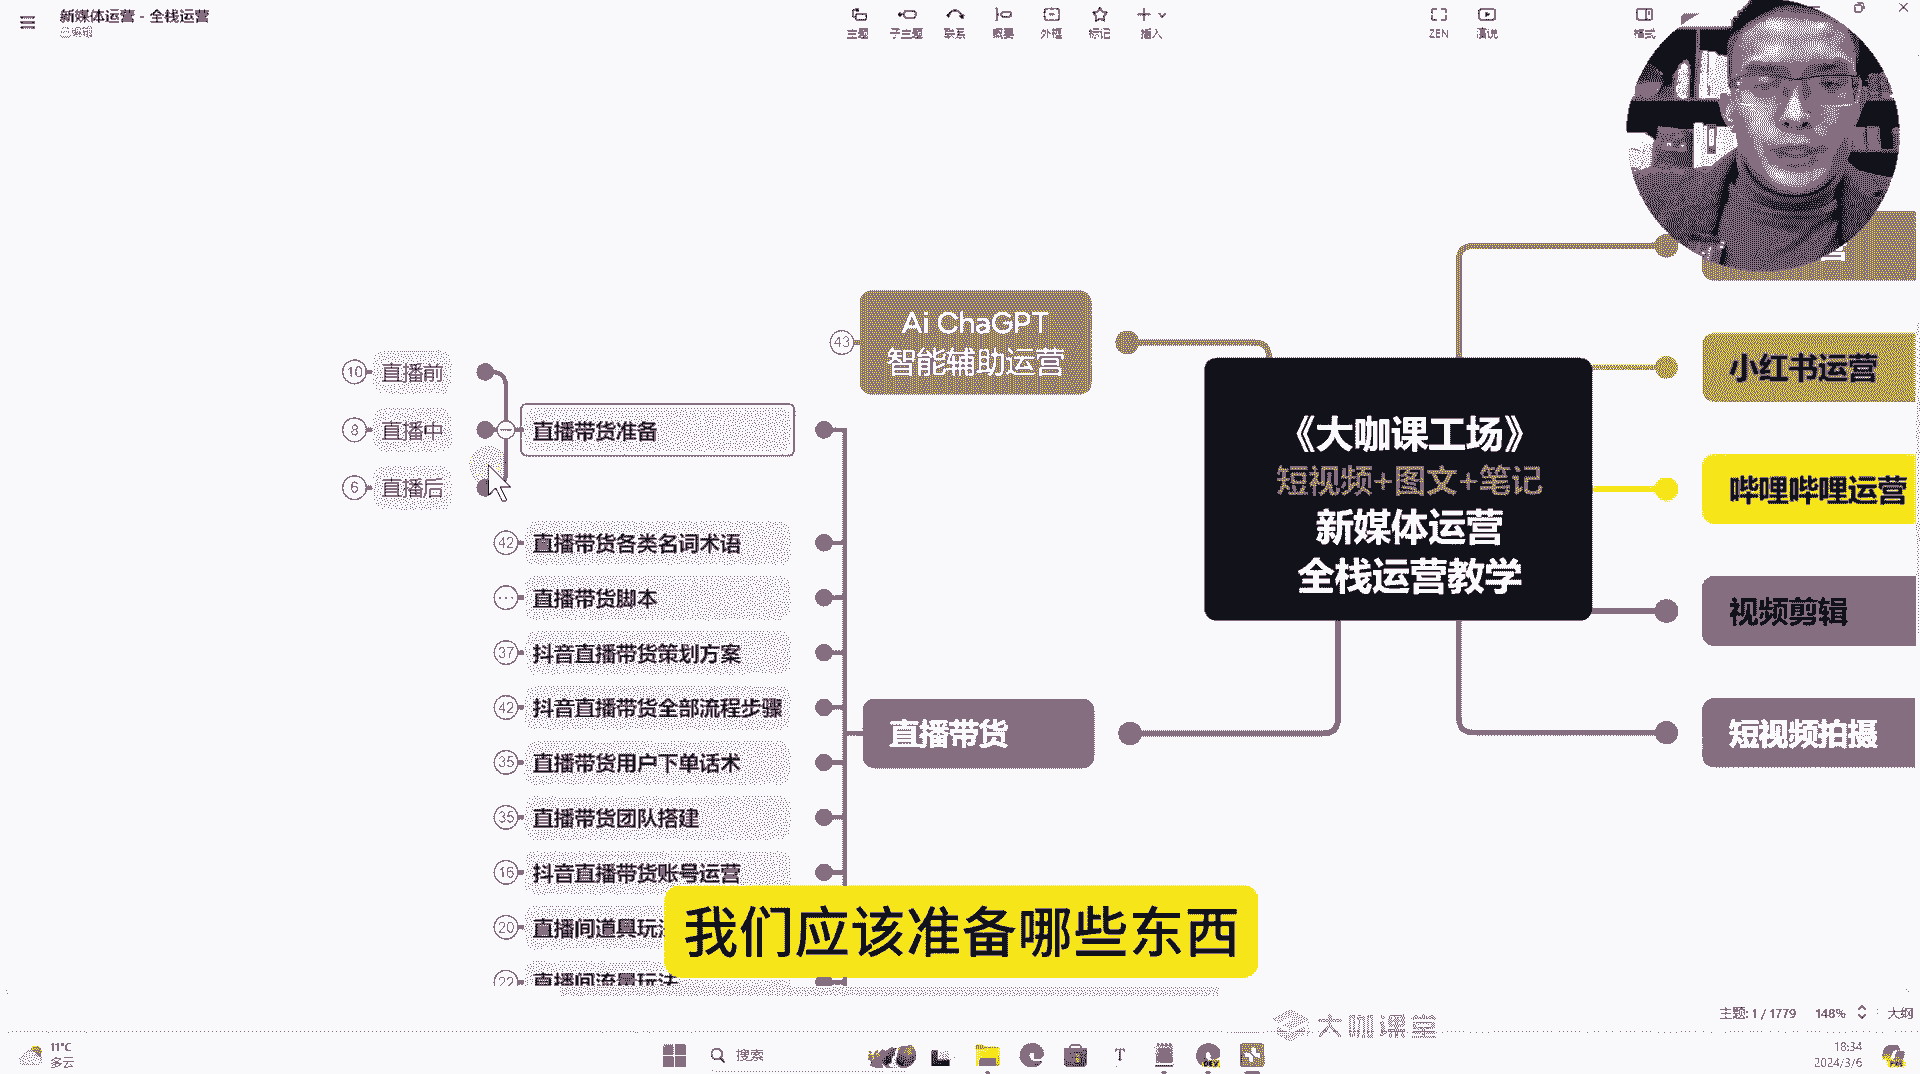 新媒体运营 - 全栈运营
已编辑
主题
子主题
联系
概要
外框
标记
插入
ZEN
演说
格式
Ai ChaGPT
智能辅助运营
43
10
直播前
8
直播中
6
直播后
直播带货准备
42
直播带货各类名词术语
直播带货脚本
37
抖音直播带货策划方案
42
抖音直播带货全部流程步骤
35
直播带货用户下单话术
35
直播带货团队搭建
16
抖音直播带货账号运营
20
直播间道具玩法
22
直播间流量玩法
直播带货
《大咖课工场》
短视频+图文+笔记
新媒体运营
全栈运营教学
营
小红书运营
哔哩哔哩运营
视频剪辑
短视频拍摄
我们应该准备哪些东西
主题: 1 / 1779
148%
大纲
大咖课堂
11°C
多云
搜索
18:34
2024/3/6